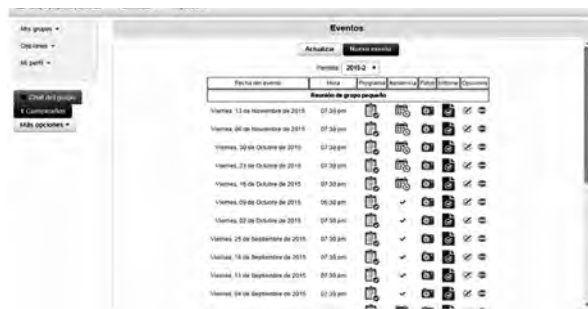 Mis grupos
Opciones
Mi perfil
Chat del grupo
Más opciones
Eventos
Actualizar Nuevo evento
Periodo: 2015-2
Fecha del evento Hora Programa Asistencia Fotos Informe Opciones
Reunión de grupo pequeño
Viernes, 13 de Noviembre de 2015 07:30 pm
Viernes, 06 de Noviembre de 2015 07:30 pm
Viernes, 30 de Octubre de 2015 07:30 pm
Viernes, 23 de Octubre de 2015 07:30 pm
Viernes, 16 de Octubre de 2015 07:30 pm
Viernes, 09 de Octubre de 2015 06:30 pm
Viernes, 02 de Octubre de 2015 07:30 pm
Viernes, 25 de Septiembre de 2015 07:30 pm
Viernes, 18 de Septiembre de 2015 07:30 pm
Viernes, 11 de Septiembre de 2015 07:30 pm
Viernes, 04 de Septiembre de 2015 07:30 pm